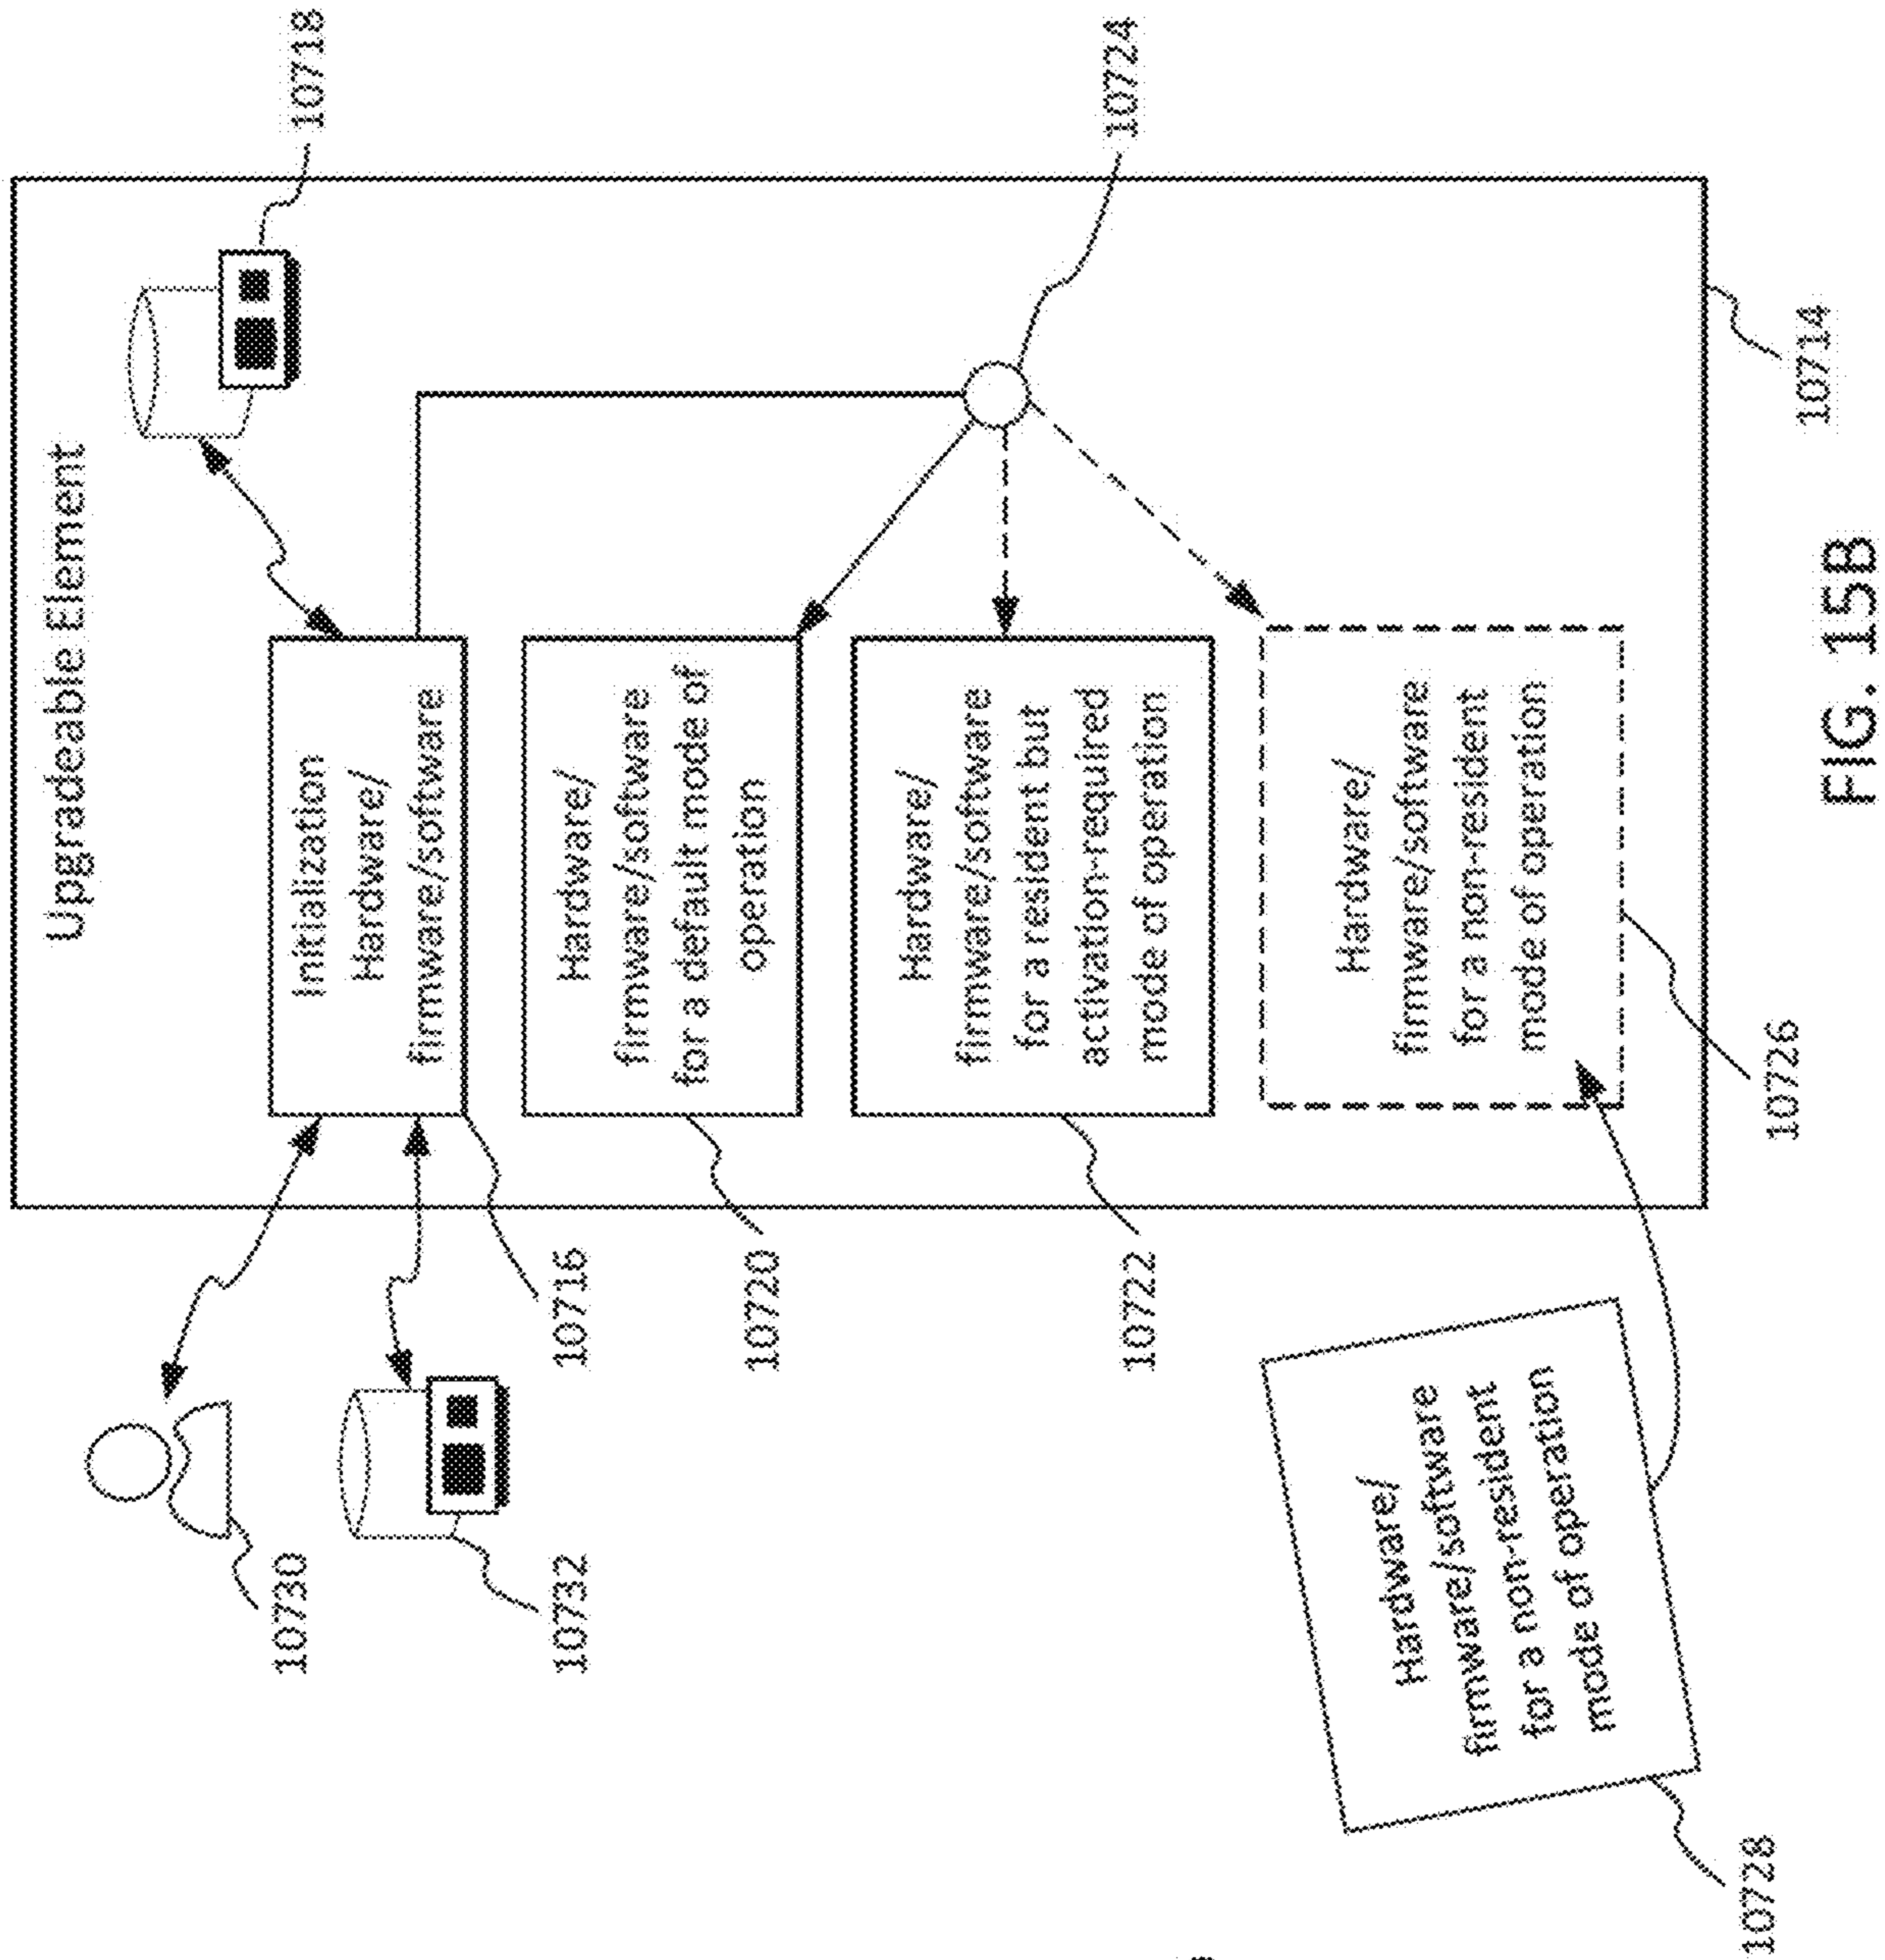 Upgradeable Element
10718
Initialization
Hardware/
firmware/software
10730
10732
10716
Hardware/
firmware/software
for a default mode of
operation
10720
10724
Hardware/
firmware/software
for a resident but
activation-required
mode of operation
10722
Hardware/
firmware/software
for a non-resident
mode of operation
10726
Hardware/
firmware/software
for a non-resident
mode of operation
10728
10714
FIG. 15B